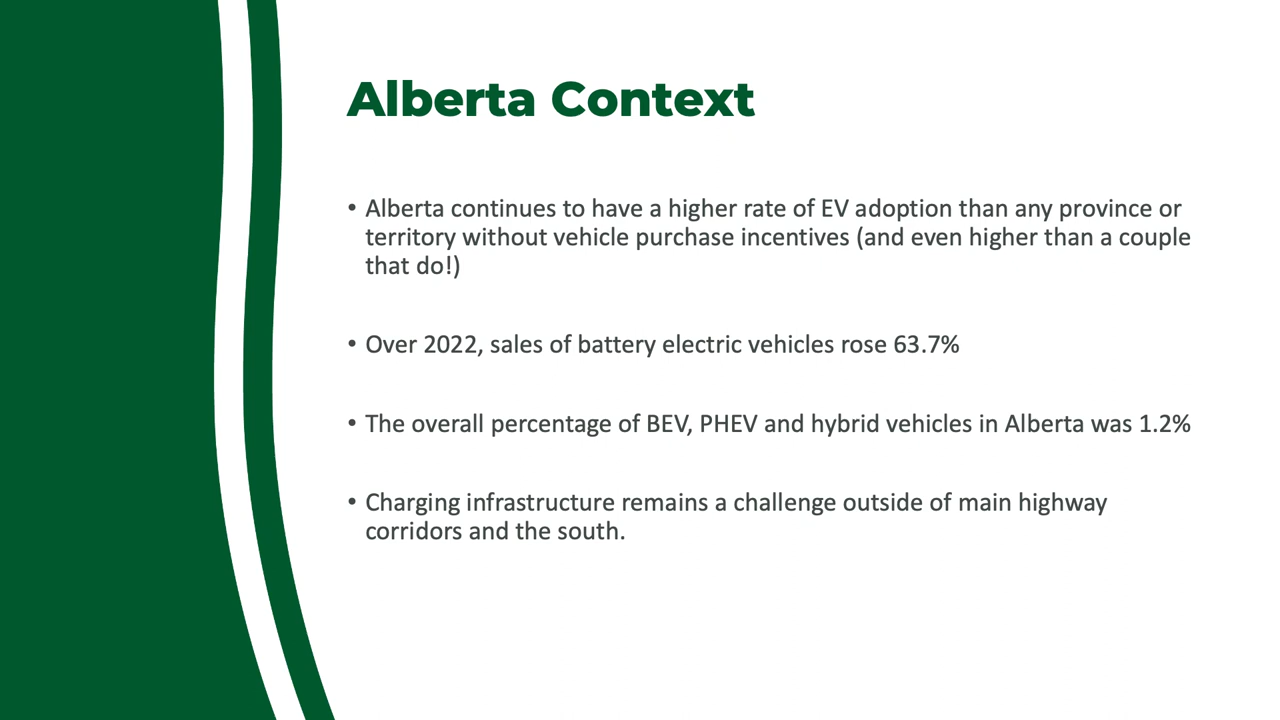 Alberta Context
• Alberta continues to have a higher rate of EV adoption than any province or
territory without vehicle purchase incentives (and even higher than a couple
that do!)
• Over 2022, sales of battery electric vehicles rose 63.7%
• The overall percentage of BEV, PHEV and hybrid vehicles in Alberta was 1.2%
• Charging infrastructure remains a challenge outside of main highway
corridors and the south.